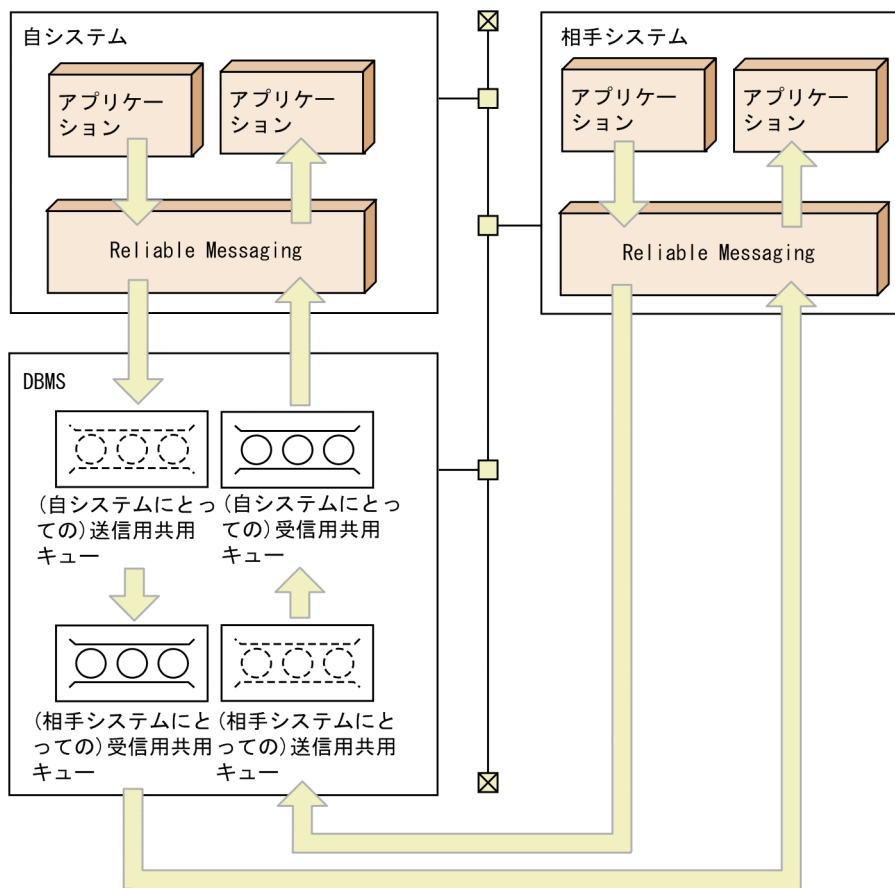 自システム
アプリケー
ション
アプリケー
ション
Reliable Messaging
相手システム
アプリケー
ション
アプリケー
ション
Reliable Messaging
DBMS
(自システムにとっ
ての)送信用共用
キュー
(自システムにとっ
ての)受信用共用
キュー
(相手システムにと
っての)受信用共用
キュー
(相手システムにと
っての)送信用共用
キュー